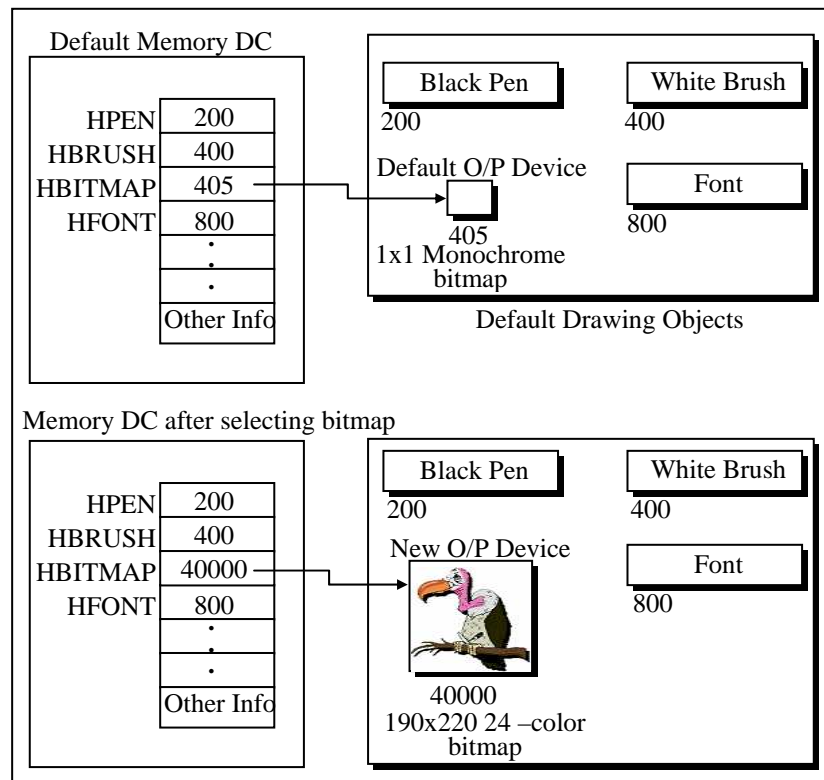 Default Memory DC
HPEN 200
HBRUSH 400
HBITMAP 405
HFONT 800
.
.
.
Other Info
Black Pen
200
White Brush
400
Default O/P Device
405
1x1 Monochrome
bitmap
Font
800
Default Drawing Objects
Memory DC after selecting bitmap
HPEN 200
HBRUSH 400
HBITMAP 40000
HFONT 800
.
.
.
Other Info
Black Pen
200
White Brush
400
New O/P Device
40000
190x220 24 –color
bitmap
Font
800